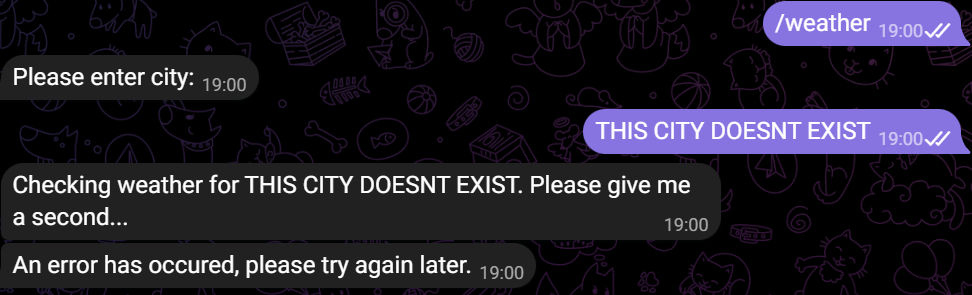 /weather 19:00
Please enter city: 19:00
THIS CITY DOESNT EXIST 19:00
Checking weather for THIS CITY DOESNT EXIST. Please give me
a second...
19:00
An error has occured, please try again later. 19:00